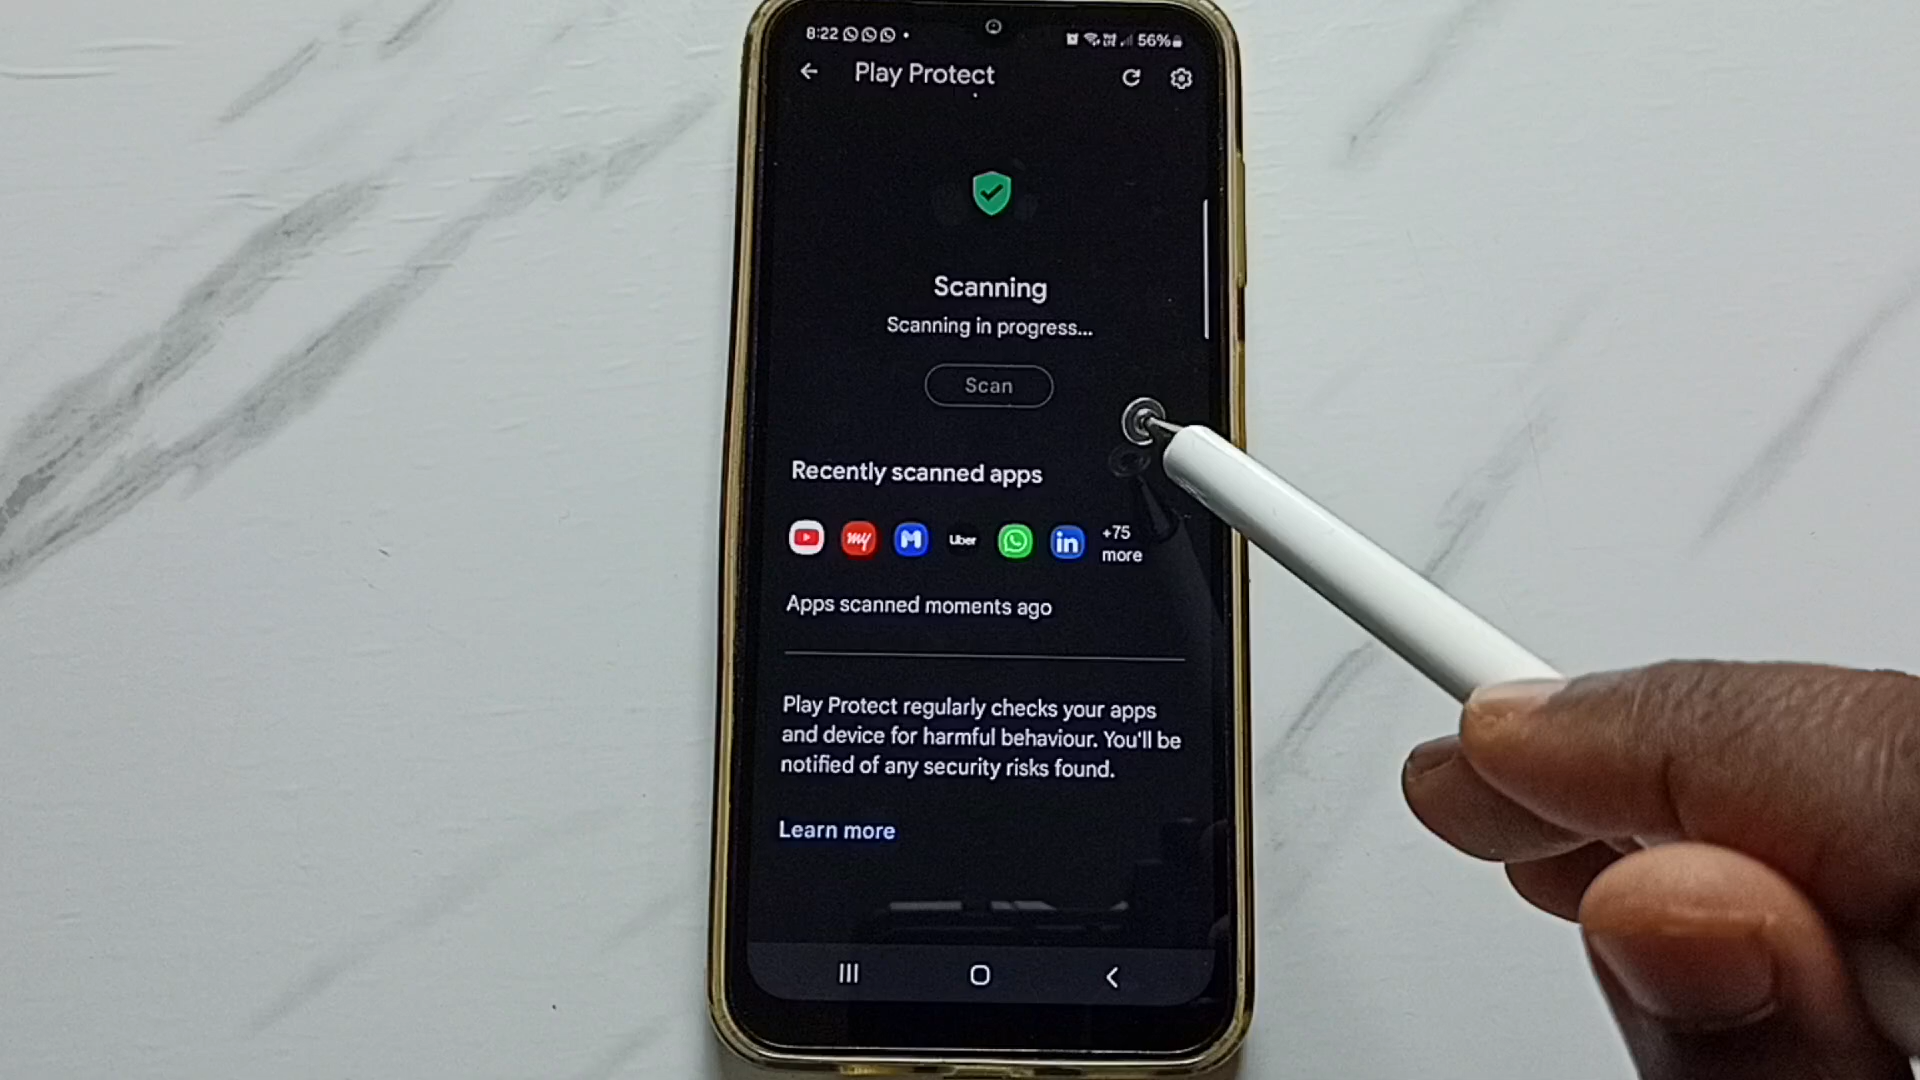 8:22 56%
Play Protect
Scanning
Scanning in progress...
Scan
Recently scanned apps
my Uber in +75
more
Apps scanned moments ago
Play Protect regularly checks your apps
and device for harmful behaviour. You'll be
notified of any security risks found.
Learn more